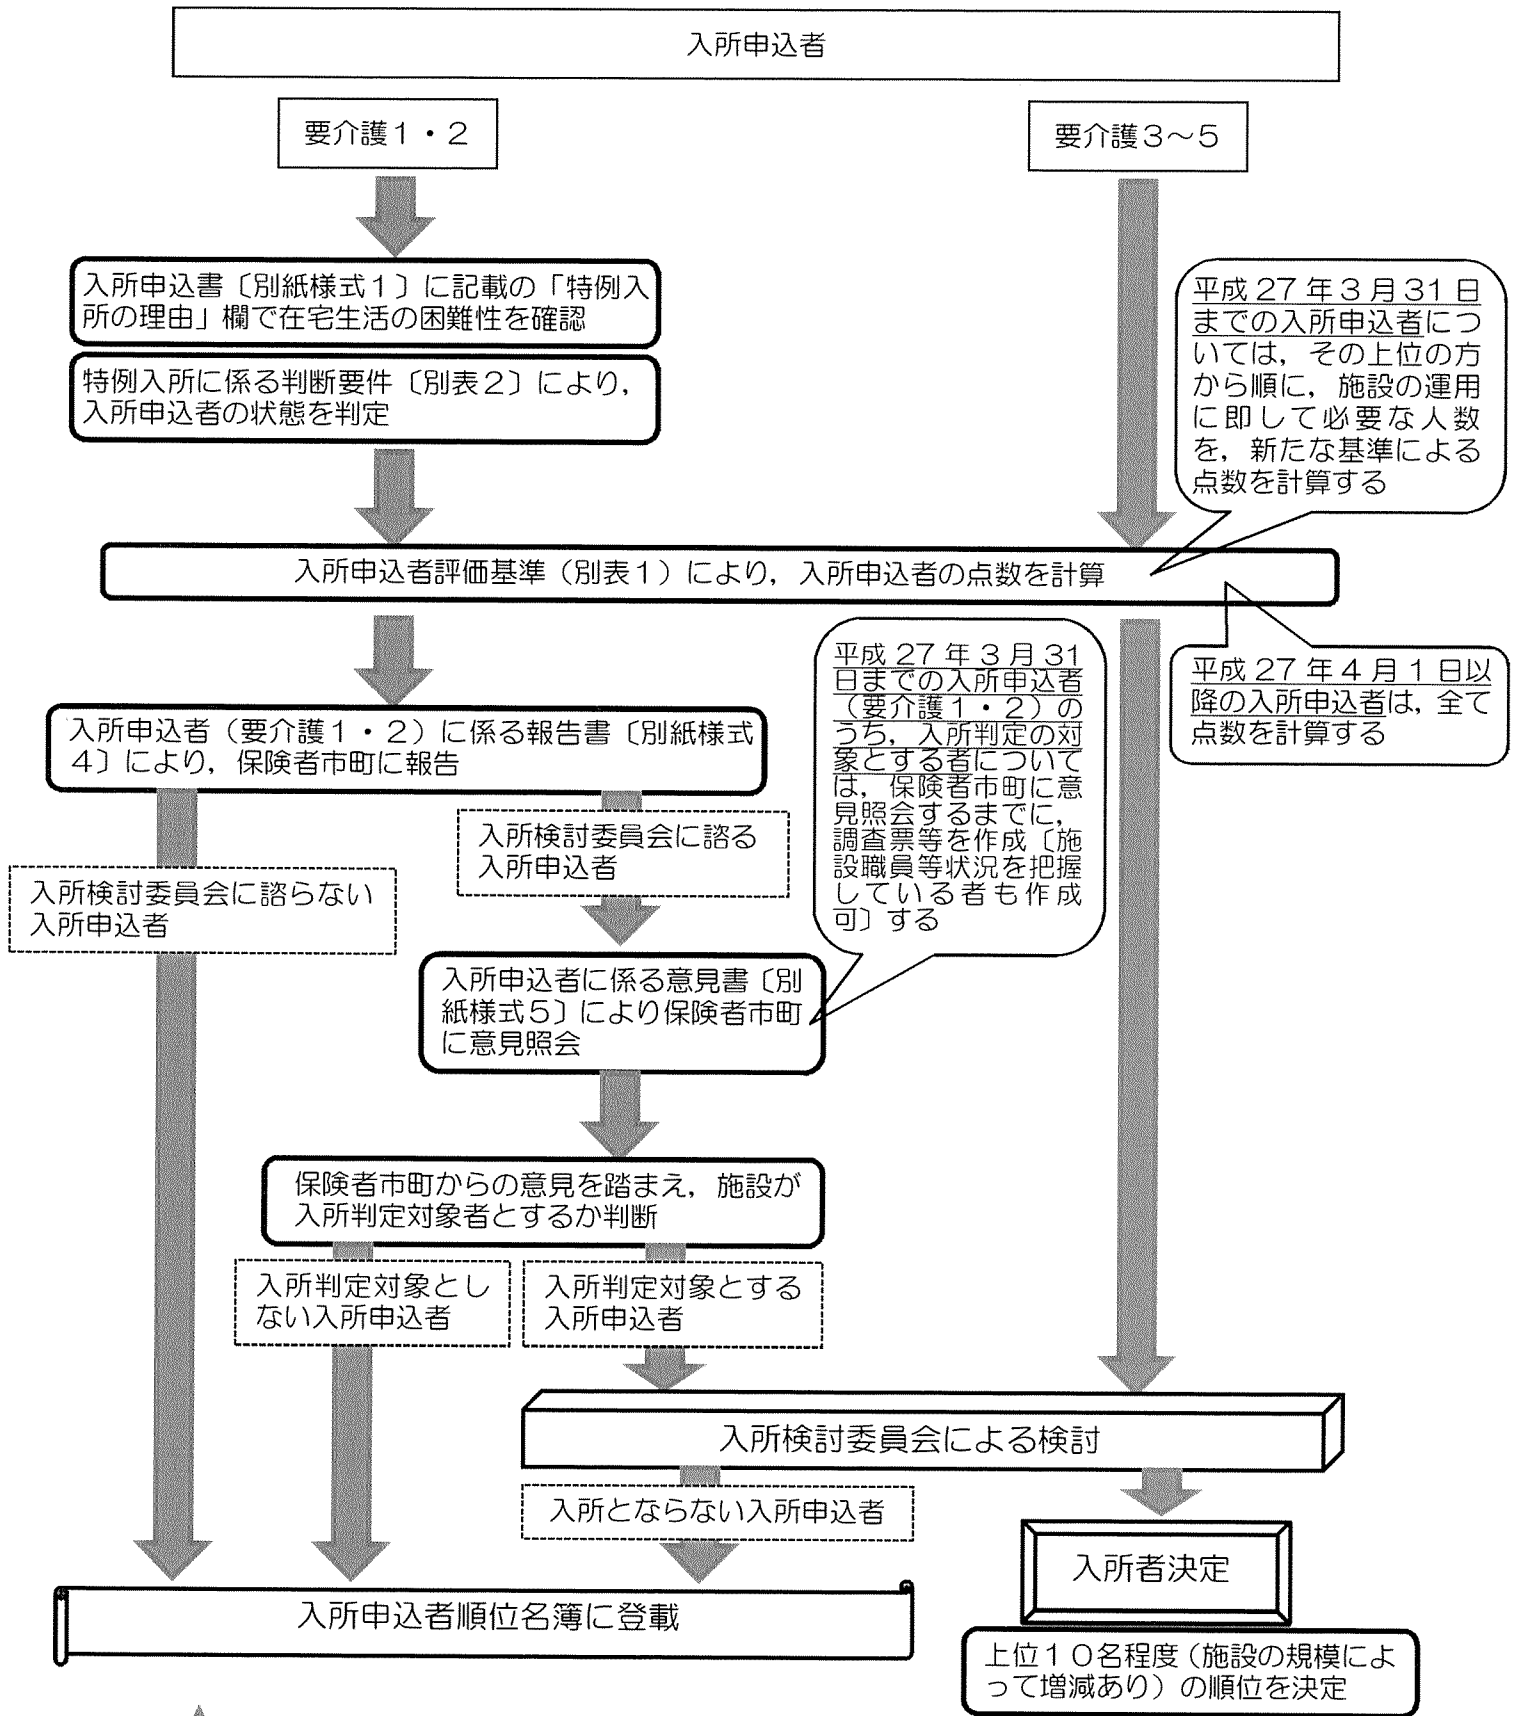 入所申込者
要介護１・２
要介護３～５
入所申込書〔別紙様式１〕に記載の「特例入
所の理由」欄で在宅生活の困難性を確認
特例入所に係る判断要件〔別表２〕により，
入所申込者の状態を判定
平成 27 年３月 31 日
までの入所申込者につ
いては，その上位の方
から順に，施設の運用
に即して必要な人数
を，新たな基準による
点数を計算する
入所申込者評価基準（別表１）により，入所申込者の点数を計算
平成 27 年４月１日以
降の入所申込者は，全て
点数を計算する
平成 27 年３月 31
日までの入所申込者
（要介護１・２）の
うち，入所判定の対
象とする者について
は，保険者市町に意
見照会するまでに，
調査票等を作成〔施
設職員等状況を把握
している者も作成
可〕する
入所申込者（要介護１・２）に係る報告書〔別紙様式
４〕により，保険者市町に報告
入所検討委員会に諮らない
入所申込者
入所検討委員会に諮る
入所申込者
入所申込者に係る意見書〔別
紙様式５〕により保険者市町
に意見照会
保険者市町からの意見を踏まえ，施設が
入所判定対象者とするか判断
入所判定対象とし
ない入所申込者
入所判定対象とする
入所申込者
入所検討委員会による検討
入所とならない入所申込者
入所者決定
入所申込者順位名簿に登載
上位１０名程度（施設の規模によ
って増減あり）の順位を決定